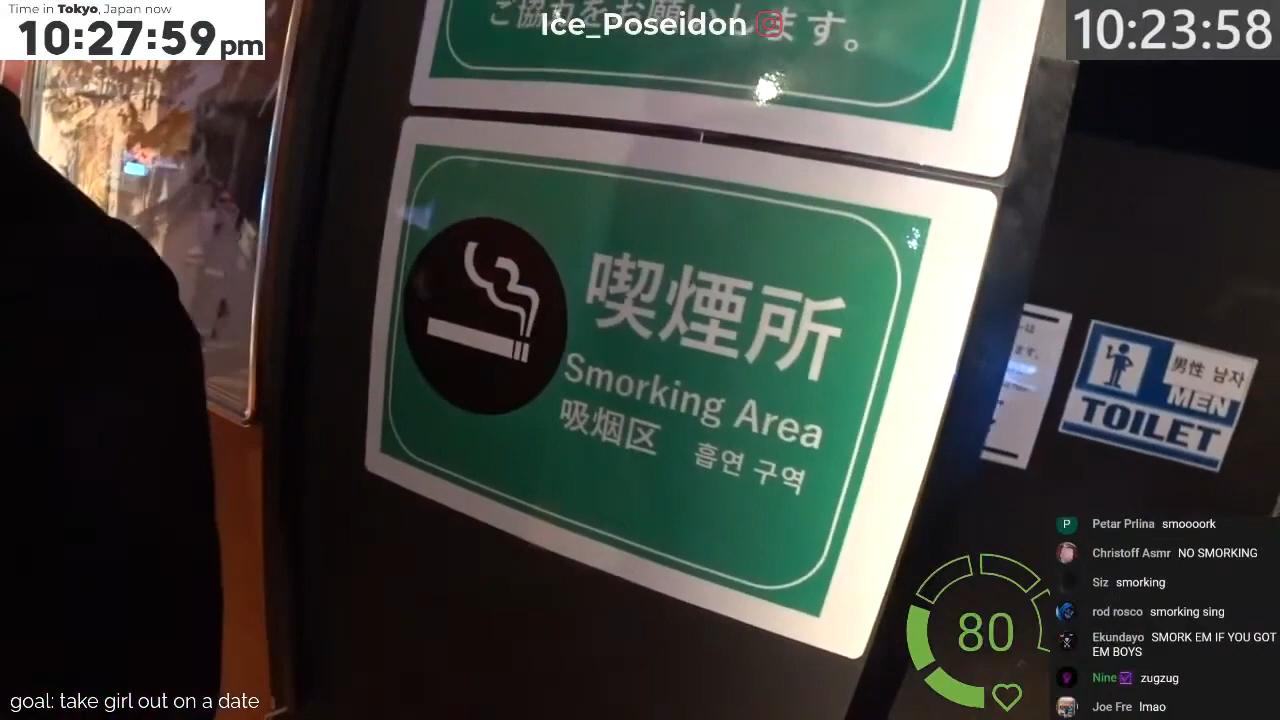 Time in Tokyo, Japan now
10:27:59 pm
Ice_Poseidon
10:23:58
ご協力をお願いします。
喫煙所
Smorking Area
吸烟区 흡연 구역
は
ます。
男性 남자
MEN
TOILET
80
Petar Prlina smoooork
Christoff Asmr NO SMORKING
Siz smorking
rod rosco smorking sing
Ekundayo SMORK EM IF YOU GOT
EM BOYS
Nine zugzug
Joe Fre lmao
goal: take girl out on a date